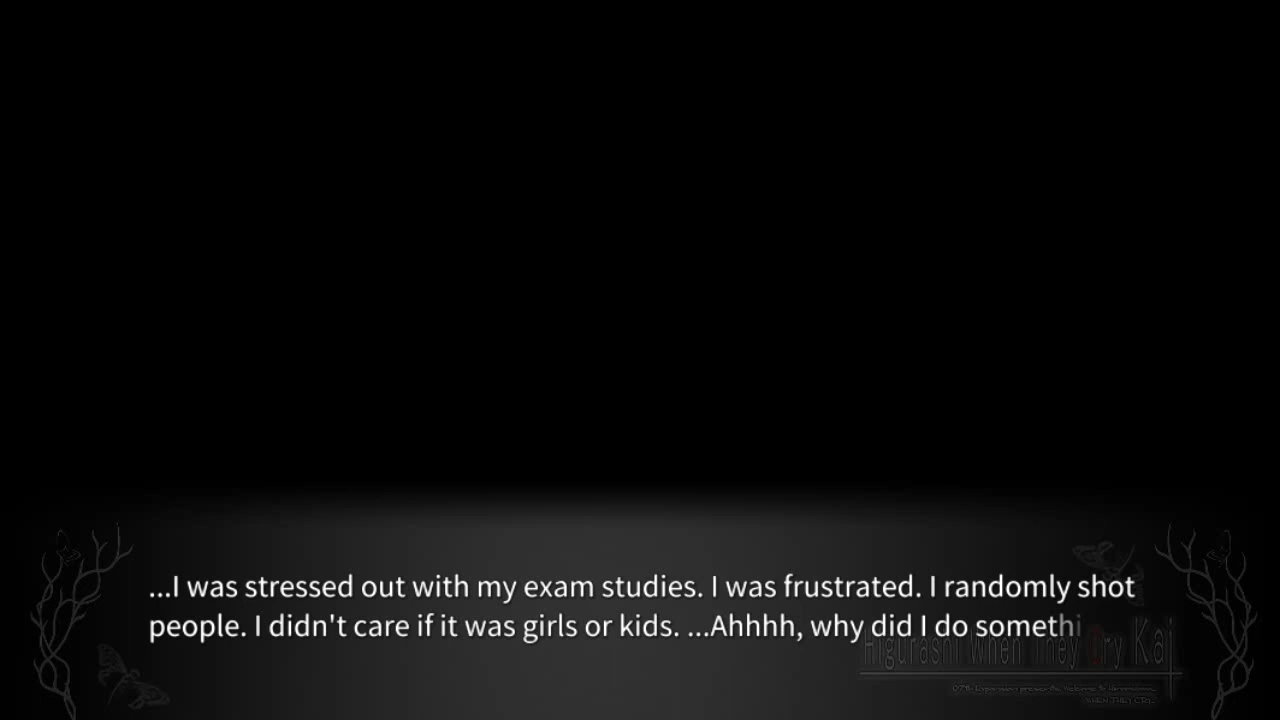 ...I was stressed out with my exam studies. I was frustrated. I randomly shot
people. I didn't care if it was girls or kids. ...Ahhhh, why did I do somethi
Higurashi When They Cry Kai